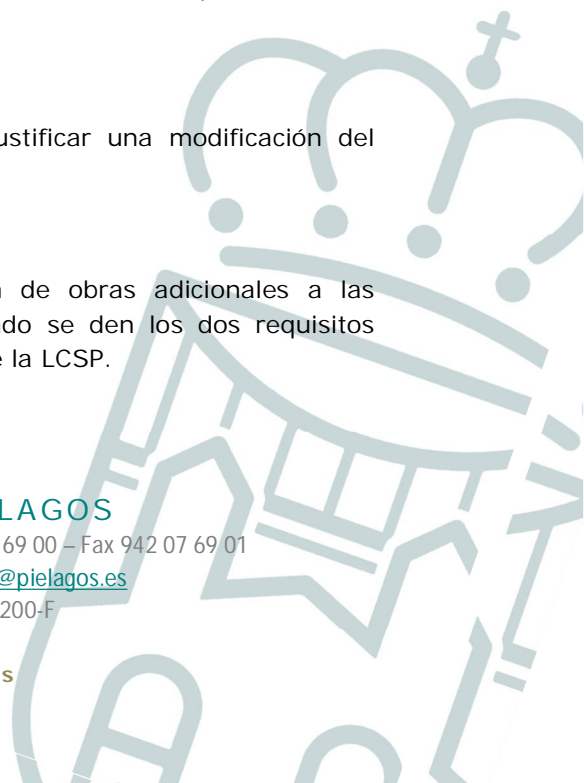 ustificar una modificación del
de obras adicionales a las
ndo se den los dos requisitos
e la LCSP.
LAGOS
69 00 – Fax 942 07 69 01
@pielagos.es
200-F
s